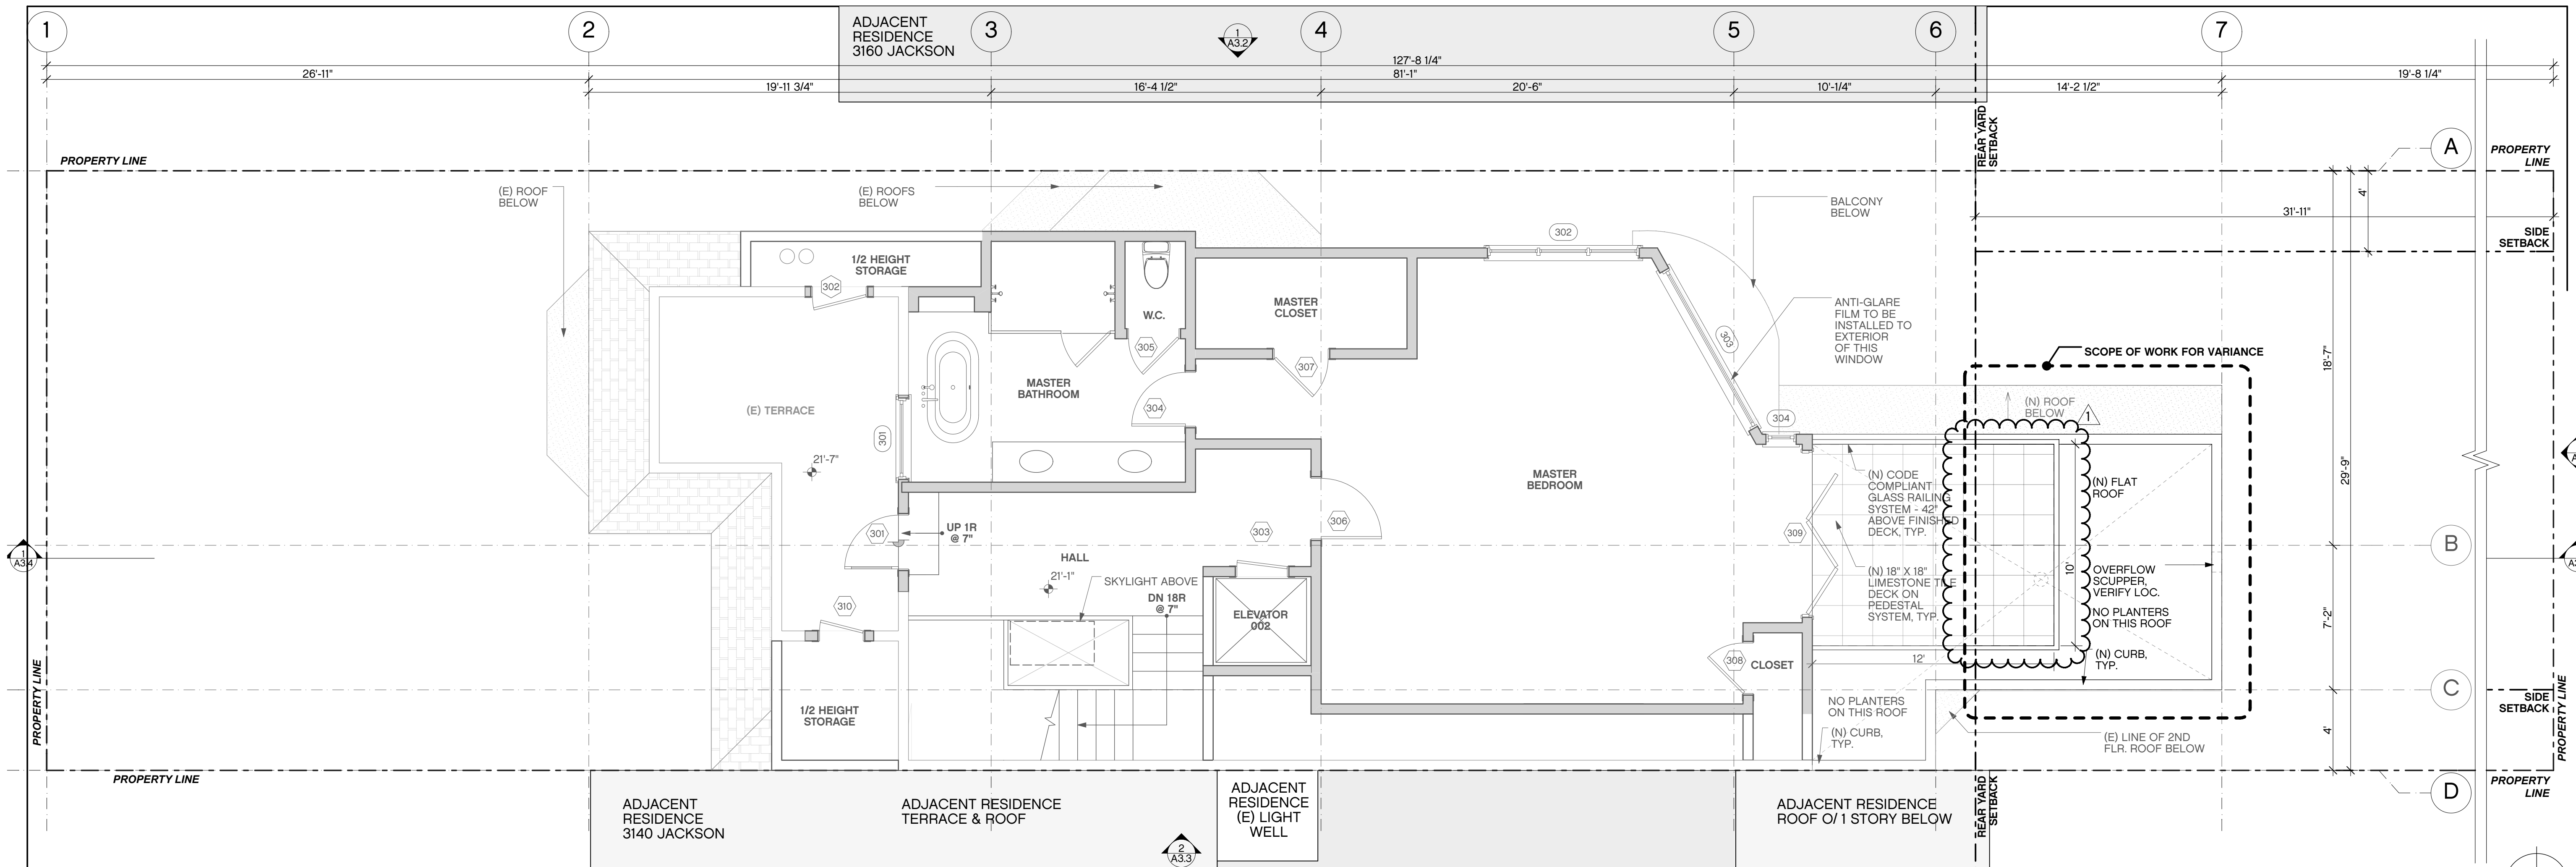 1
2
3
4
5
6
7
ADJACENT
RESIDENCE
3160 JACKSON
1
A3.2
127'-8 1/4"
26'-11"
81'-1"
19'-8 1/4"
19'-11 3/4"
16'-4 1/2"
20'-6"
10'-1/4"
14'-2 1/2"
REAR YARD
SETBACK
PROPERTY LINE
A
PROPERTY
LINE
(E) ROOF
BELOW
(E) ROOFS
BELOW
BALCONY
BELOW
4'
31'-11"
SIDE
SETBACK
302
1/2 HEIGHT
STORAGE
302
W.C.
MASTER
CLOSET
ANTI-GLARE
FILM TO BE
INSTALLED TO
EXTERIOR
OF THIS
WINDOW
303
305
307
SCOPE OF WORK FOR VARIANCE
18'-7"
MASTER
BATHROOM
304
(E) TERRACE
301
304
(N) ROOF
BELOW
1
21'-7"
MASTER
BEDROOM
(N) CODE
COMPLIANT
GLASS RAILING
SYSTEM - 42"
ABOVE FINISHED
DECK, TYP.
(N) FLAT
ROOF
29'-9"
301
UP 1R
@ 7"
303
306
309
HALL
B
1
A3.4
21'-1"
SKYLIGHT ABOVE
DN 18R
@ 7"
(N) 18" X 18"
LIMESTONE TILE
DECK ON
PEDESTAL
SYSTEM, TYP.
10'
OVERFLOW
SCUPPER,
VERIFY LOC.
NO PLANTERS
ON THIS ROOF
310
ELEVATOR
002
7'-2"
308
CLOSET
12'
(N) CURB,
TYP.
C
SIDE
SETBACK
PROPERTY LINE
PROPERTY LINE
1/2 HEIGHT
STORAGE
NO PLANTERS
ON THIS ROOF
(N) CURB,
TYP.
(E) LINE OF 2ND
FLR. ROOF BELOW
4'
PROPERTY LINE
PROPERTY
LINE
D
ADJACENT
RESIDENCE
3140 JACKSON
ADJACENT RESIDENCE
TERRACE & ROOF
ADJACENT
RESIDENCE
(E) LIGHT
WELL
ADJACENT RESIDENCE
ROOF O/ 1 STORY BELOW
REAR YARD
SETBACK
2
A3.3